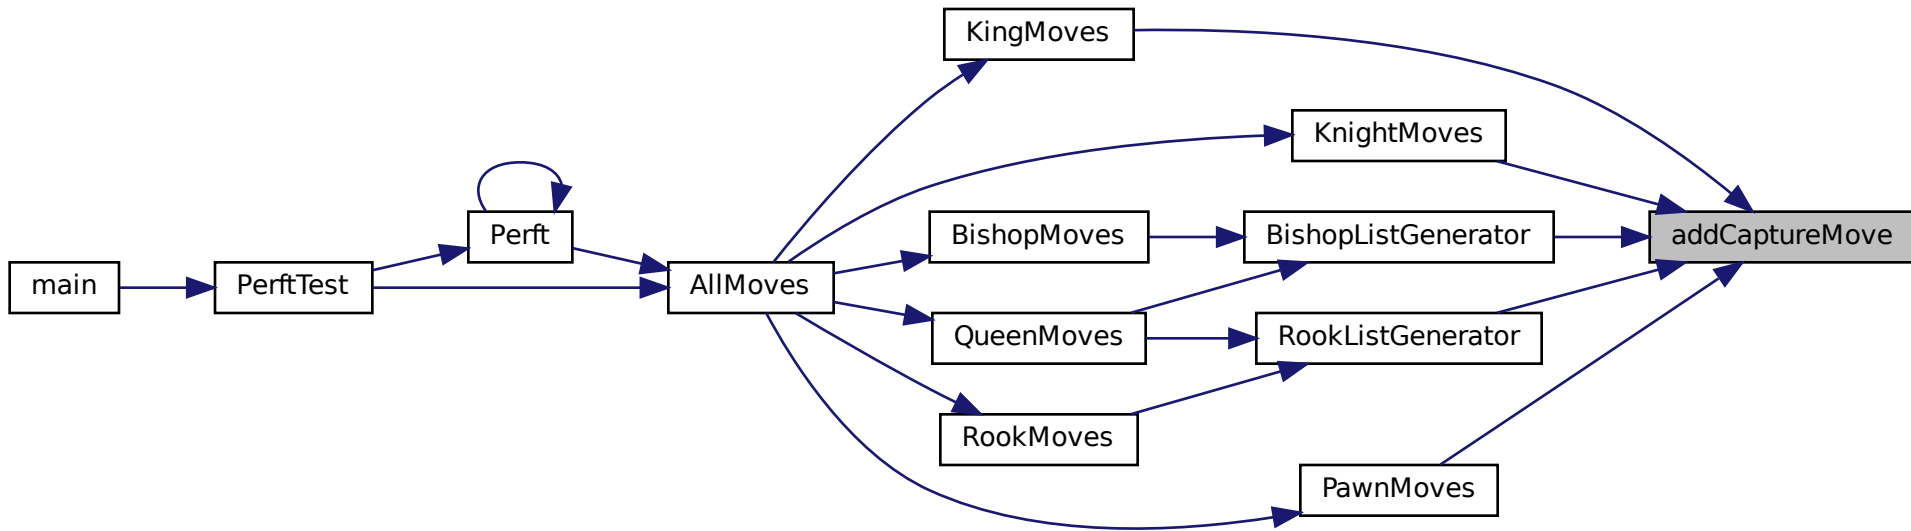 KingMoves
KnightMoves
Perft
BishopMoves
BishopListGenerator
addCaptureMove
main
PerftTest
AllMoves
QueenMoves
RookListGenerator
RookMoves
PawnMoves